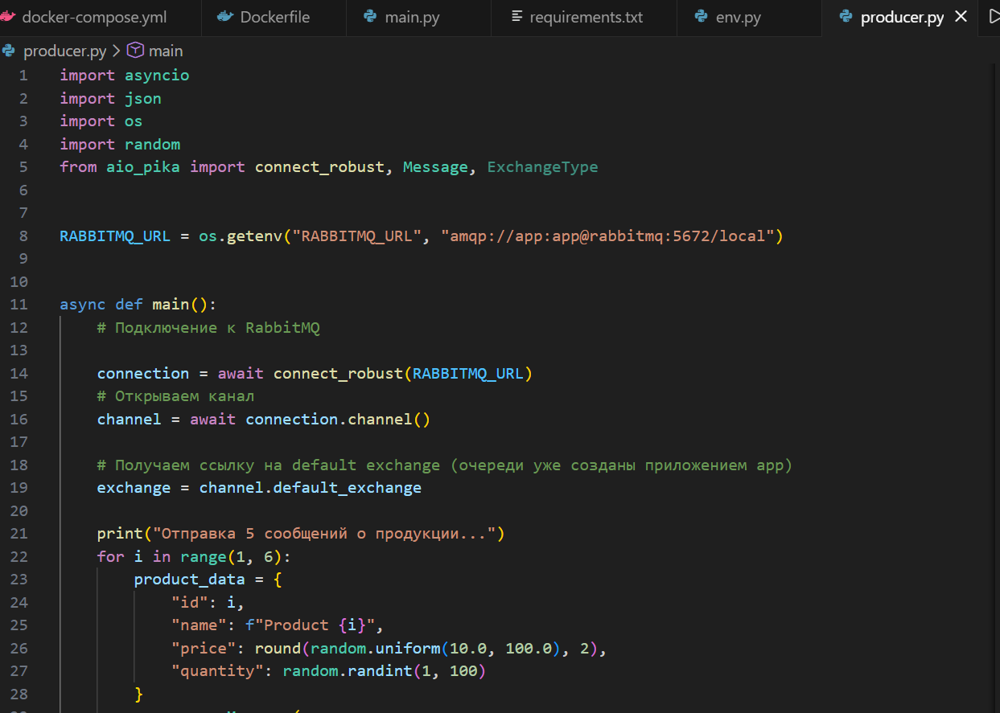 docker-compose.yml Dockerfile main.py requirements.txt env.py producer.py
producer.py > main
1 import asyncio
2 import json
3 import os
4 import random
5 from aio_pika import connect_robust, Message, ExchangeType
6
7
8 RABBITMQ_URL = os.getenv("RABBITMQ_URL", "amqp://app:app@rabbitmq:5672/local")
9
10
11 async def main():
12     # Подключение к RabbitMQ
13
14     connection = await connect_robust(RABBITMQ_URL)
15     # Открываем канал
16     channel = await connection.channel()
17
18     # Получаем ссылку на default exchange (очереди уже созданы приложением app)
19     exchange = channel.default_exchange
20
21     print("Отправка 5 сообщений о продукции...")
22     for i in range(1, 6):
23         product_data = {
24             "id": i,
25             "name": f"Product {i}",
26             "price": round(random.uniform(10.0, 100.0), 2),
27             "quantity": random.randint(1, 100)
28         }